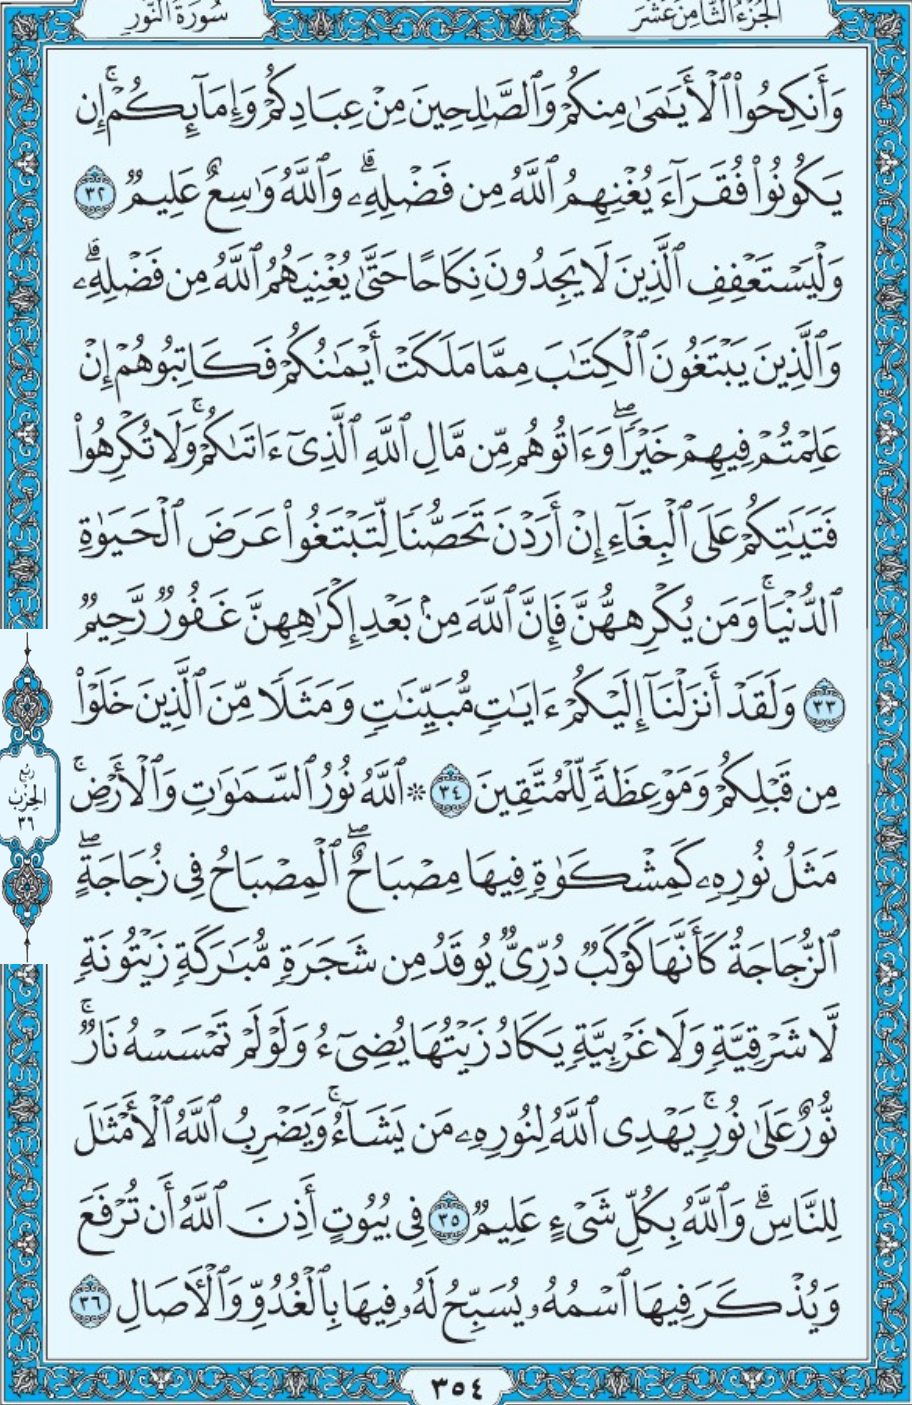 الجزء الثامن عشر
سورة النور
وَأَنكِحُوا۟ ٱلْأَيَـٰمَىٰ مِنكُمْ وَٱلصَّـٰلِحِينَ مِنْ عِبَادِكُمْ وَإِمَآئِكُمْ ۚ إِن
يَكُونُوا۟ فُقَرَآءَ يُغْنِهِمُ ٱللَّهُ مِن فَضْلِهِۦ ۗ وَٱللَّهُ وَٰسِعٌ عَلِيمٌ ٣٢
وَلْيَسْتَعْفِفِ ٱلَّذِينَ لَا يَجِدُونَ نِكَاحًا حَتَّىٰ يُغْنِيَهُمُ ٱللَّهُ مِن فَضْلِهِۦ ۗ
وَٱلَّذِينَ يَبْتَغُونَ ٱلْكِتَـٰبَ مِمَّا مَلَكَتْ أَيْمَـٰنُكُمْ فَكَاتِبُوهُمْ إِنْ
عَلِمْتُمْ فِيهِمْ خَيْرًا ۖ وَءَاتُوهُم مِّن مَّالِ ٱللَّهِ ٱلَّذِىٓ ءَاتَىٰكُمْ ۚ وَلَا تُكْرِهُوا۟
فَتَيَـٰتِكُمْ عَلَى ٱلْبِغَآءِ إِنْ أَرَدْنَ تَحَصُّنًا لِّتَبْتَغُوا۟ عَرَضَ ٱلْحَيَوٰةِ
ٱلدُّنْيَا ۚ وَمَن يُكْرِههُّنَّ فَإِنَّ ٱللَّهَ مِنۢ بَعْدِ إِكْرَٰهِهِنَّ غَفُورٌ رَّحِيمٌ
٣٣ وَلَقَدْ أَنزَلْنَآ إِلَيْكُمْ ءَايَـٰتٍ مُّبَيِّنَـٰتٍ وَمَثَلًا مِّنَ ٱلَّذِينَ خَلَوْا۟
مِن قَبْلِكُمْ وَمَوْعِظَةً لِّلْمُتَّقِينَ ٣٤ ۞ ٱللَّهُ نُورُ ٱلسَّمَـٰوَٰتِ وَٱلْأَرْضِ ۚ
مَثَلُ نُورِهِۦ كَمِشْكَوٰةٍ فِيهَا مِصْبَاحٌ ۖ ٱلْمِصْبَاحُ فِى زُجَاجَةٍ ۖ
ٱلزُّجَاجَةُ كَأَنَّهَا كَوْكَبٌ دُرِّىٌّ يُوقَدُ مِن شَجَرَةٍ مُّبَـٰرَكَةٍ زَيْتُونَةٍ
لَّا شَرْقِيَّةٍ وَلَا غَرْبِيَّةٍ يَكَادُ زَيْتُهَا يُضِىٓءُ وَلَوْ لَمْ تَمْسَسْهُ نَارٌ ۚ
نُّورٌ عَلَىٰ نُورٍ ۗ يَهْدِى ٱللَّهُ لِنُورِهِۦ مَن يَشَآءُ ۚ وَيَضْرِبُ ٱللَّهُ ٱلْأَمْثَـٰلَ
لِلنَّاسِ ۗ وَٱللَّهُ بِكُلِّ شَىْءٍ عَلِيمٌ ٣٥ فِى بُيُوتٍ أَذِنَ ٱللَّهُ أَن تُرْفَعَ
وَيُذْكَرَ فِيهَا ٱسْمُهُۥ يُسَبِّحُ لَهُۥ فِيهَا بِٱلْغُدُوِّ وَٱلْـَٔاصَالِ ٣٦
ربع
الحزب
٣٦
٣٥٤